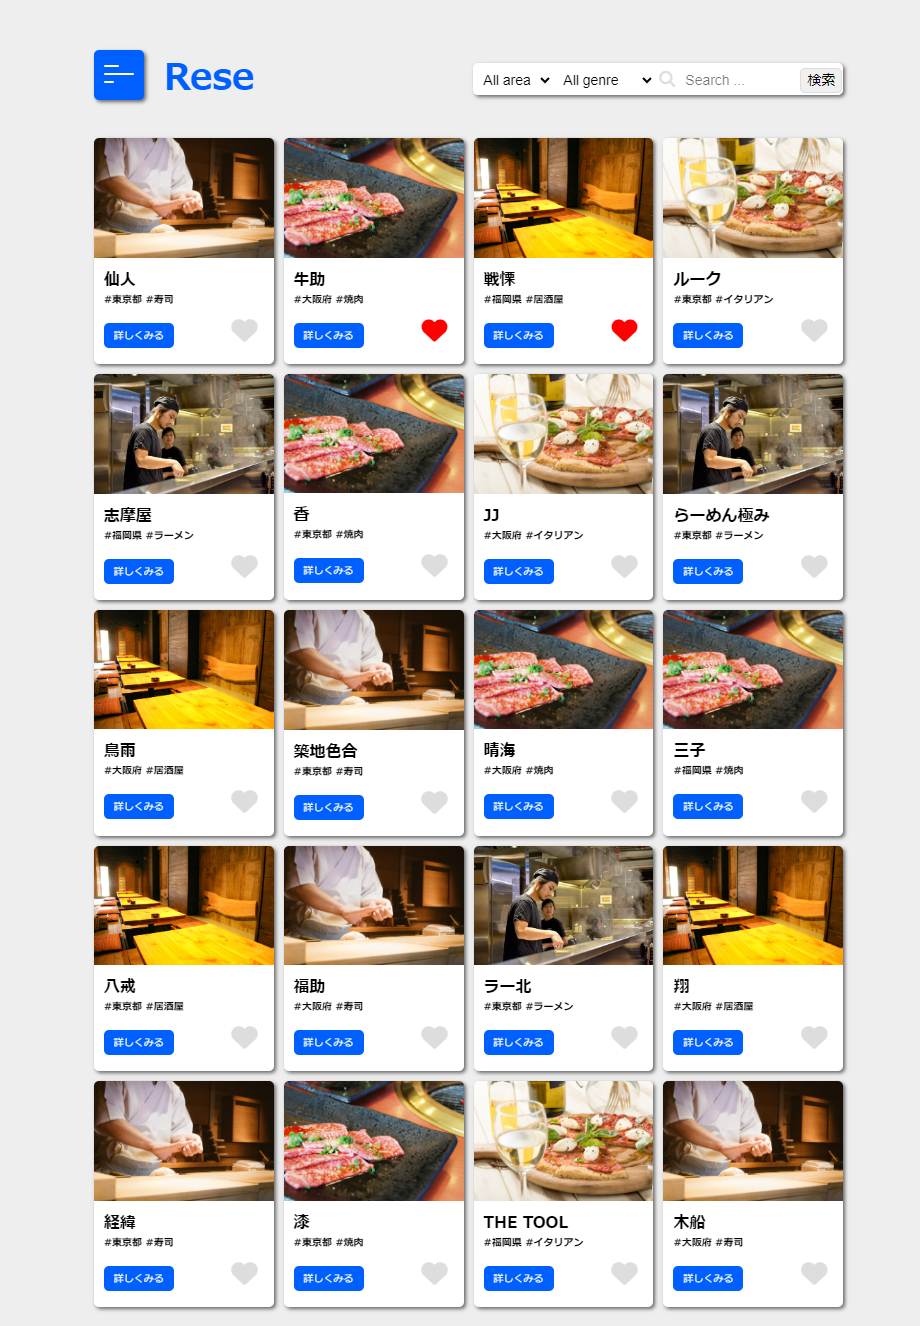 Rese
All area All genre Search ... 検索
仙人
#東京都 #寿司
詳しくみる
牛助
#大阪府 #焼肉
詳しくみる
戦慄
#福岡県 #居酒屋
詳しくみる
ルーク
#東京都 #イタリアン
詳しくみる
志摩屋
#福岡県 #ラーメン
詳しくみる
香
#東京都 #焼肉
詳しくみる
JJ
#大阪府 #イタリアン
詳しくみる
らーめん極み
#東京都 #ラーメン
詳しくみる
鳥雨
#大阪府 #居酒屋
詳しくみる
築地色合
#東京都 #寿司
詳しくみる
晴海
#大阪府 #焼肉
詳しくみる
三子
#福岡県 #焼肉
詳しくみる
八戒
#東京都 #居酒屋
詳しくみる
福助
#大阪府 #寿司
詳しくみる
ラー北
#東京都 #ラーメン
詳しくみる
翔
#大阪府 #居酒屋
詳しくみる
経緯
#東京都 #寿司
詳しくみる
漆
#東京都 #焼肉
詳しくみる
THE TOOL
#福岡県 #イタリアン
詳しくみる
木船
#大阪府 #寿司
詳しくみる